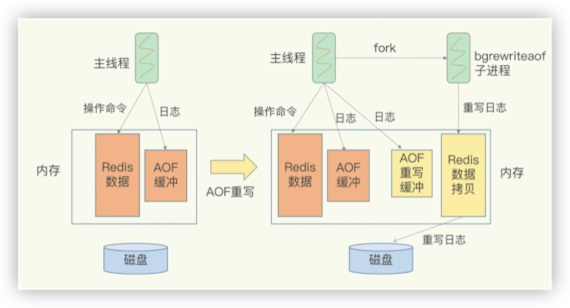 主线程
操作命令
日志
内存
Redis
数据
AOF
缓冲
磁盘
AOF重写
主线程
fork
bgrewriteaof
子进程
操作命令
日志
日志
重写日志
Redis
数据
AOF
缓冲
AOF
重写
缓冲
Redis
数据
拷贝
内存
重写日志
磁盘